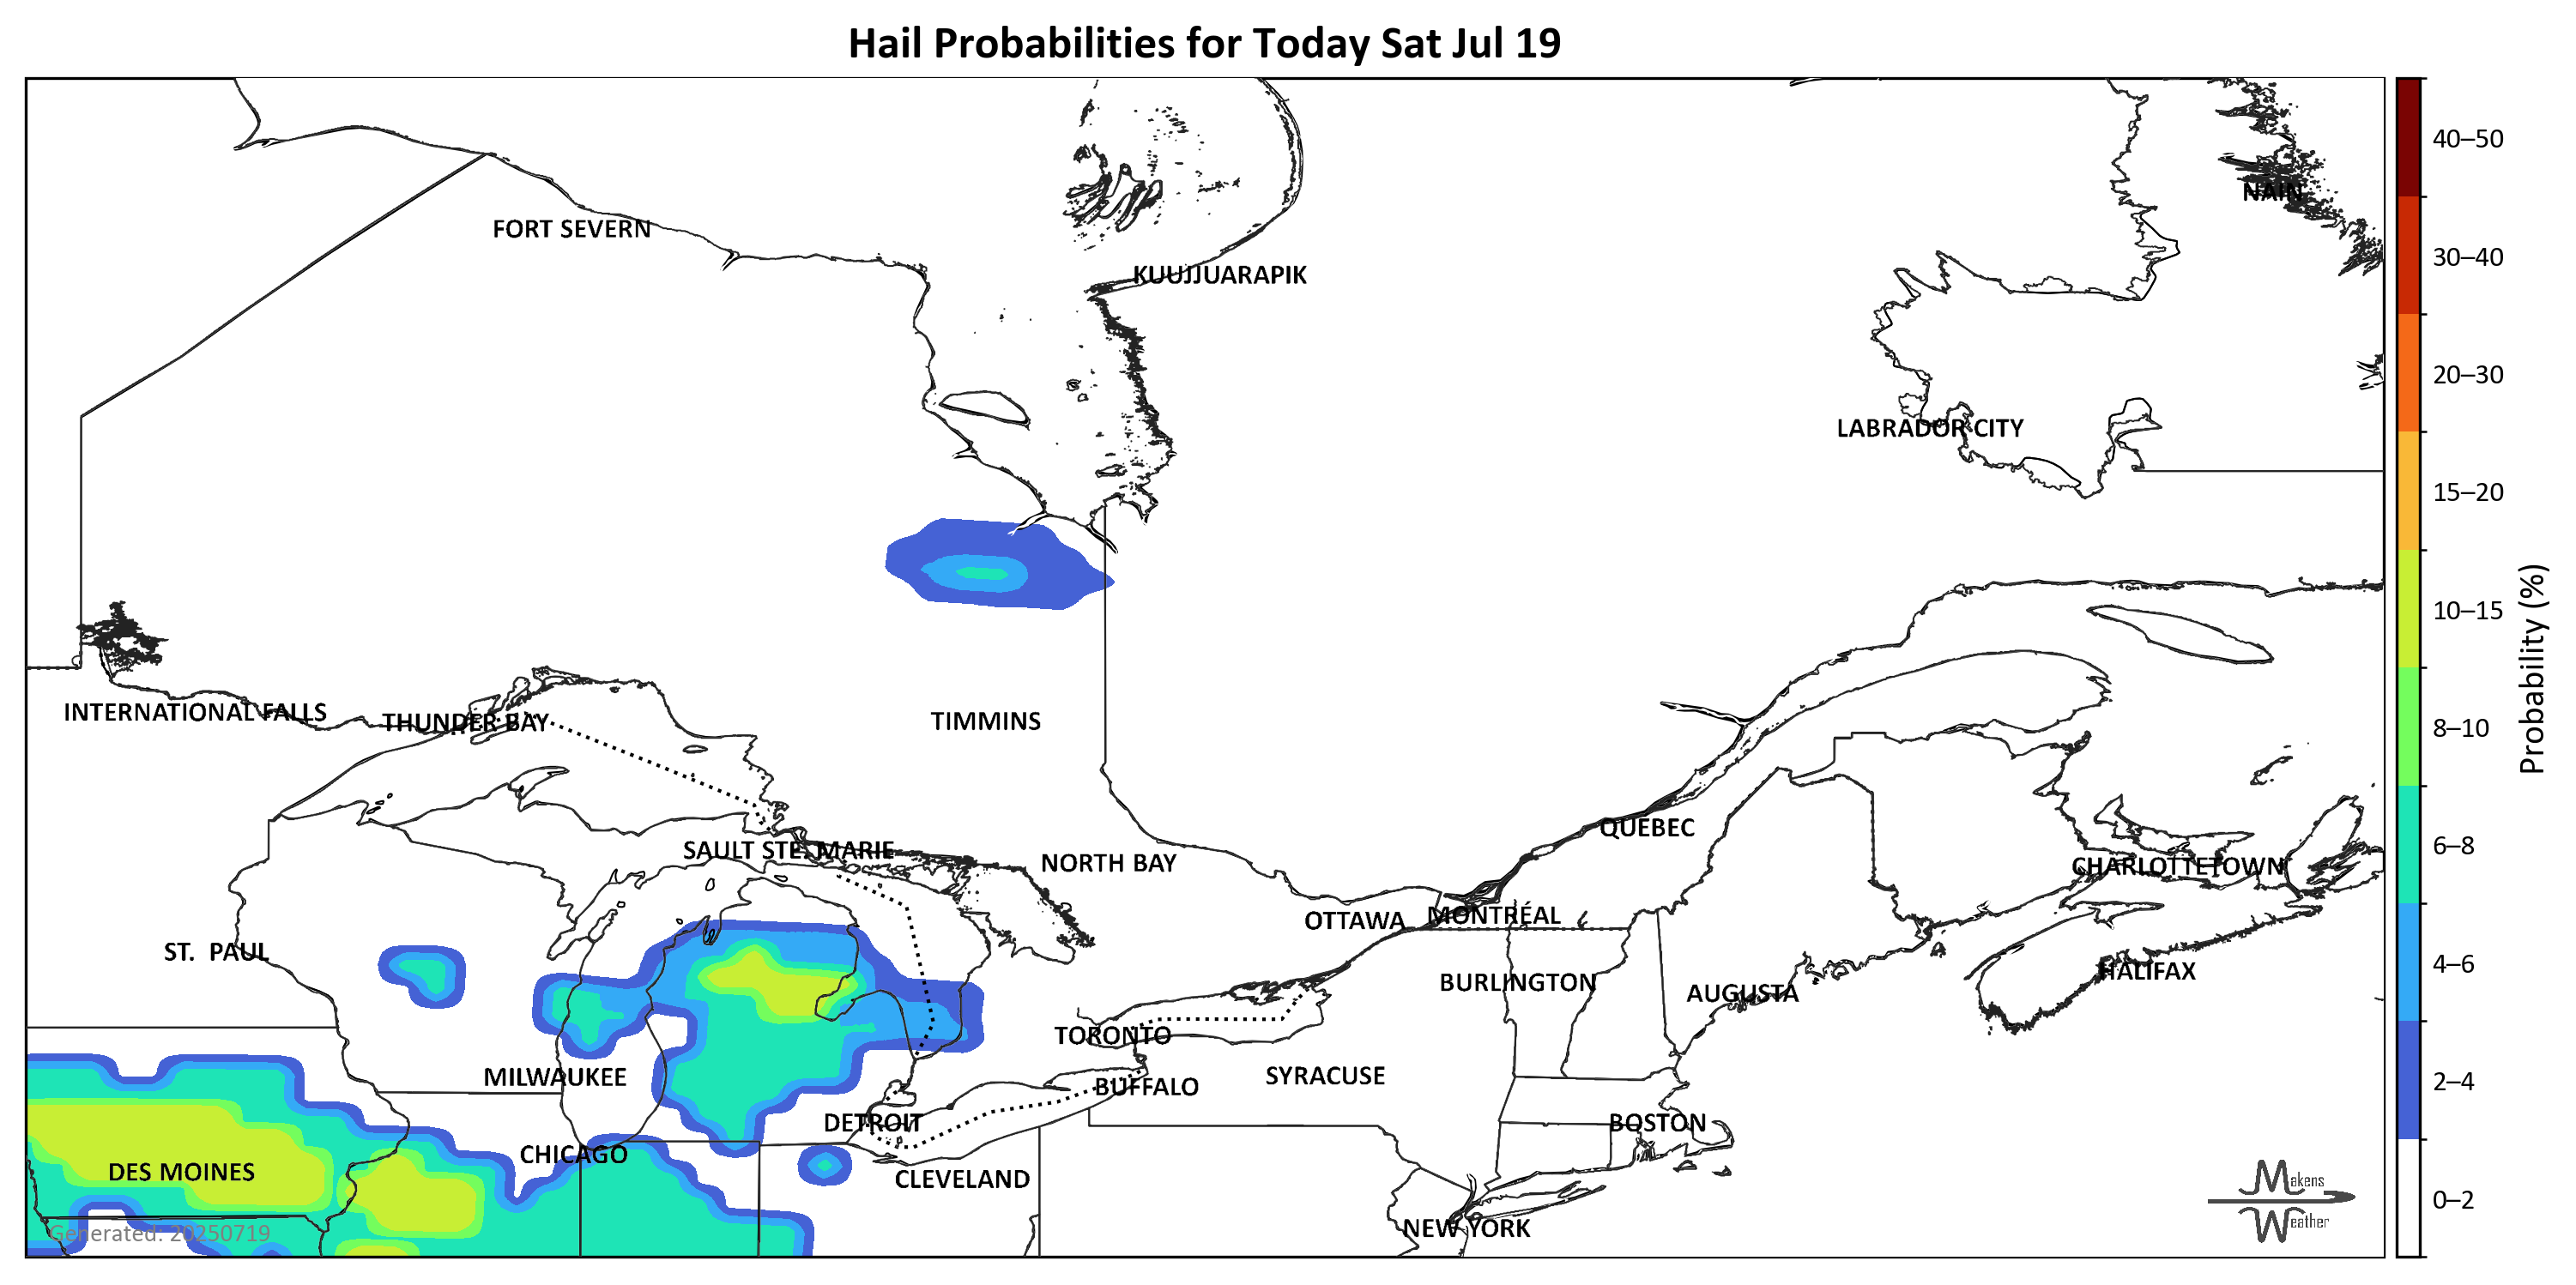 Hail Probabilities for Today Sat Jul 19
NAIN
FORT SEVERN
KUUJJUARAPIK
LABRADOR CITY
INTERNATIONAL FALLS
THUNDER BAY
TIMMINS
QUEBEC
SAULT STE. MARIE
NORTH BAY
CHARLOTTETOWN
OTTAWA
MONTREAL
ST. PAUL
HALIFAX
BURLINGTON
AUGUSTA
TORONTO
MILWAUKEE
BUFFALO
SYRACUSE
DETROIT
BOSTON
CHICAGO
DES MOINES
CLEVELAND
NEW YORK
Generated: 20250719
Makens
Weather
40–50
30–40
20–30
15–20
10–15
8–10
6–8
4–6
2–4
0–2
Probability (%)